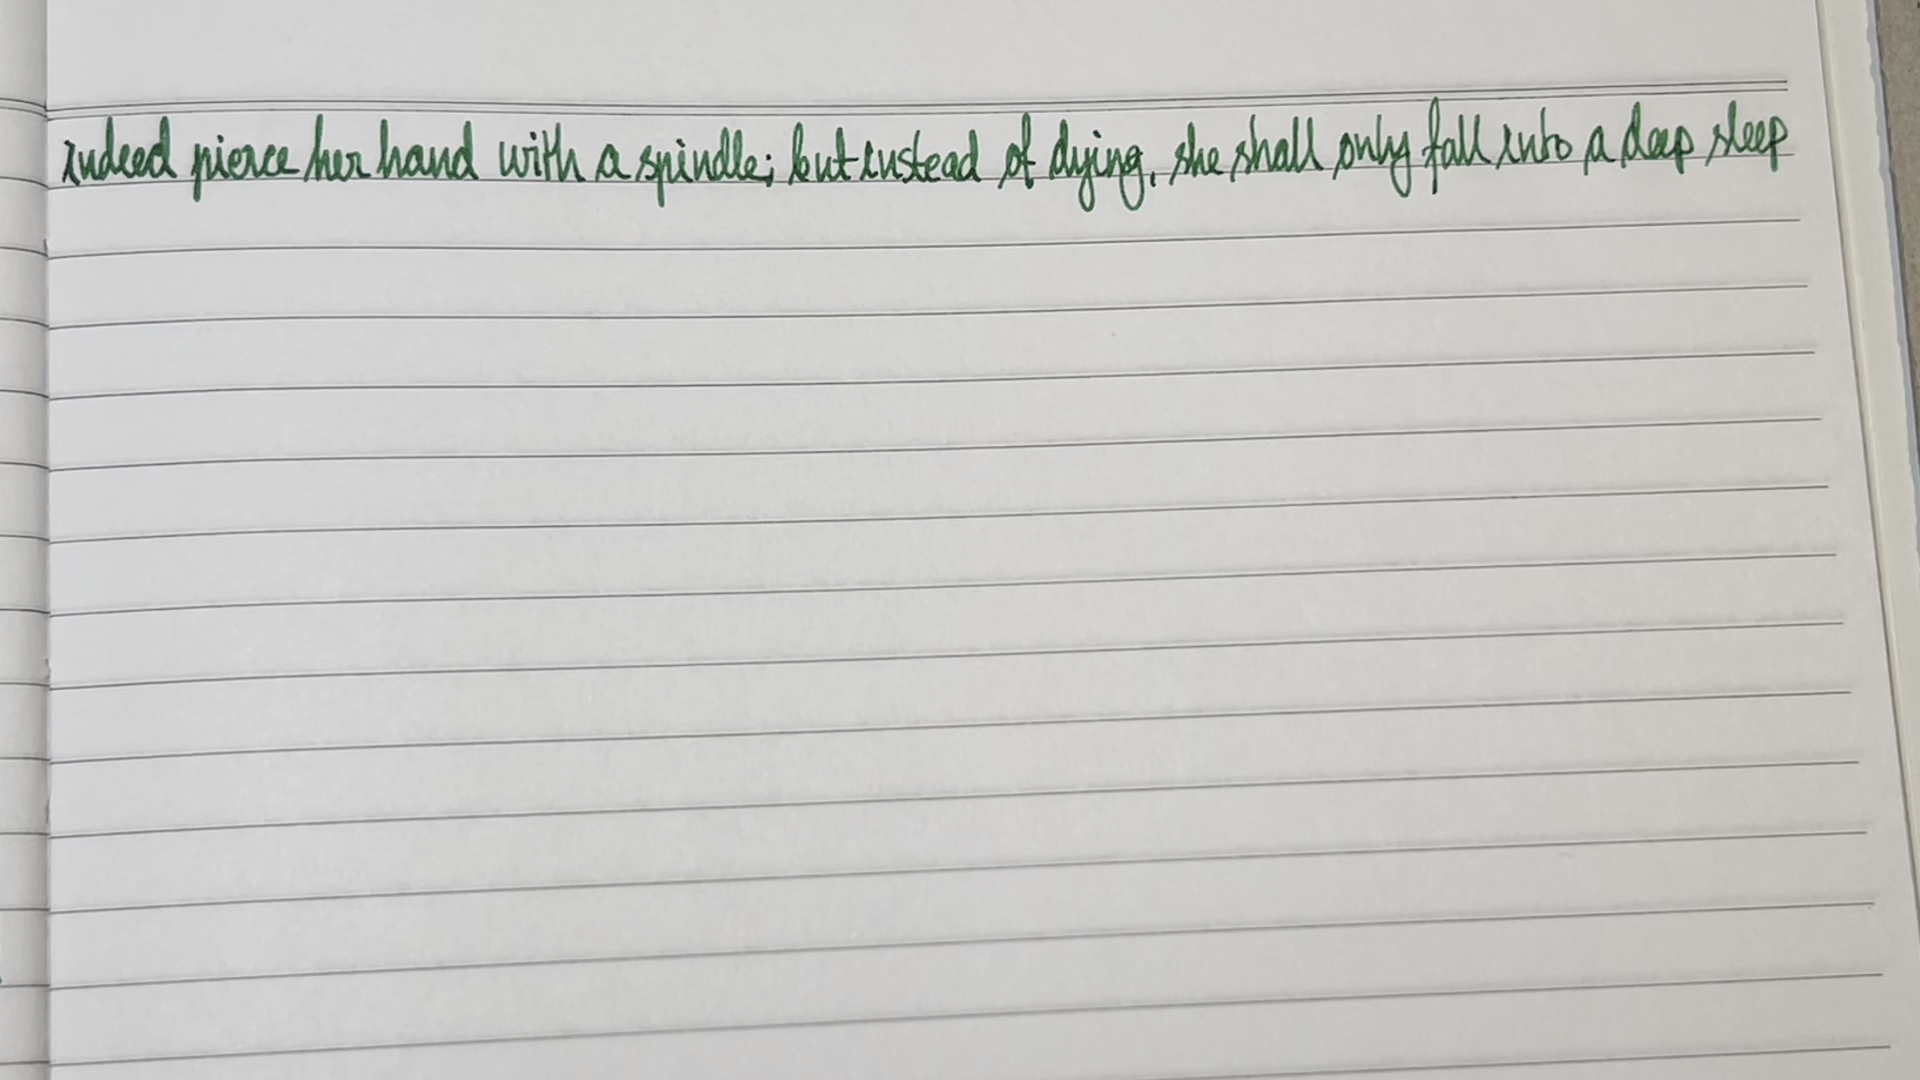 indeed pierce her hand with a spindle; but instead of dying, she shall only fall into a deep sleep